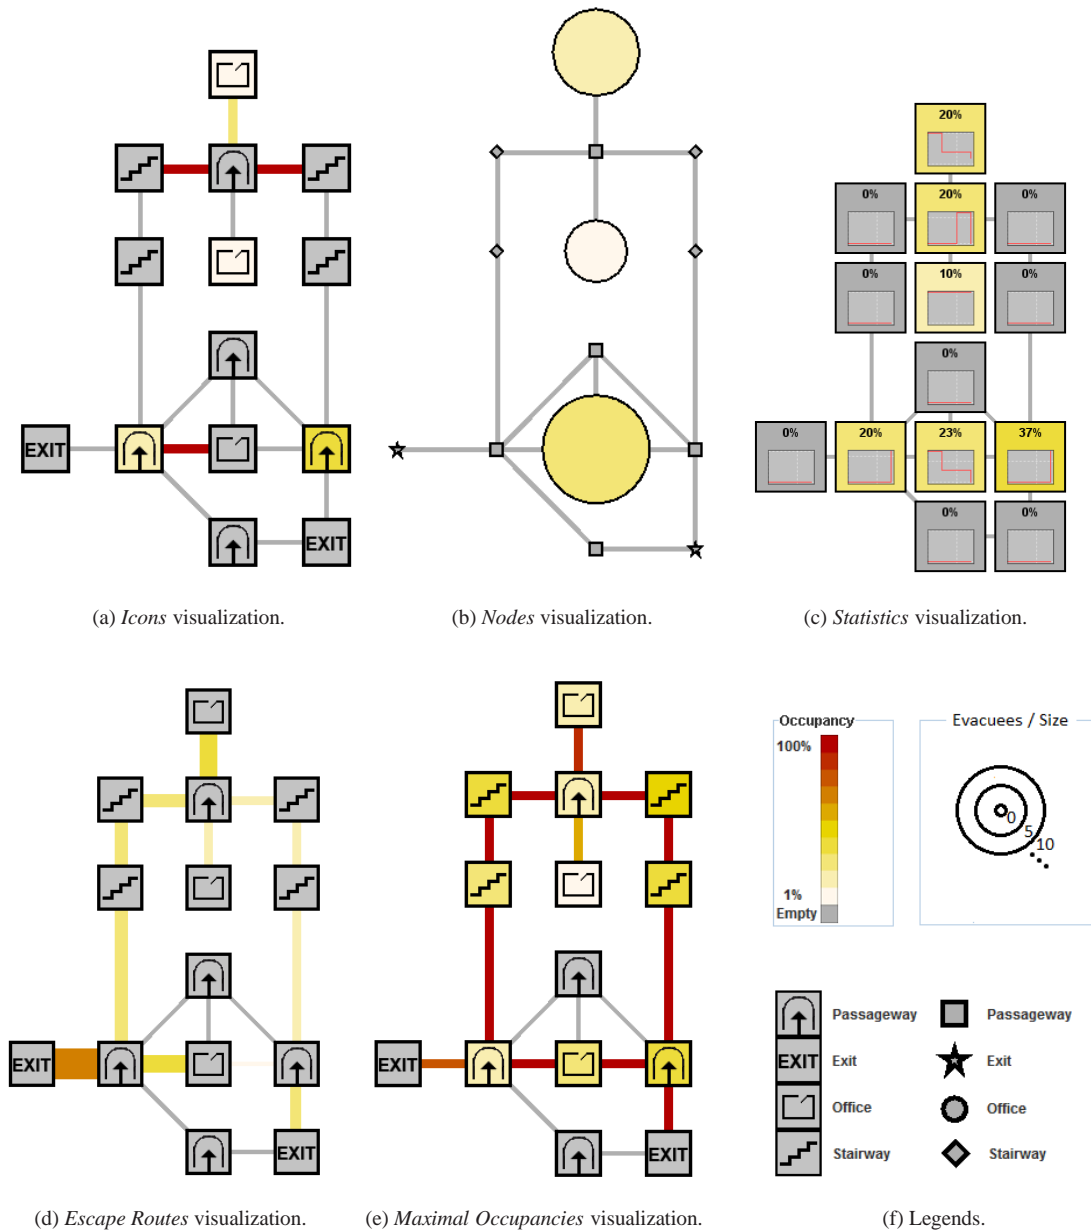 20%
0%
20%
0%
0%
10%
0%
0%
EXIT
0%
20%
23%
37%
EXIT
0%
0%
(a) Icons visualization.
(b) Nodes visualization.
(c) Statistics visualization.
Occupancy
100%
1%
Empty
Evacuees / Size
0
5
10
EXIT
EXIT
EXIT
EXIT
Passageway
Passageway
EXIT
Exit
Exit
Office
Office
Stairway
Stairway
(d) Escape Routes visualization.
(e) Maximal Occupancies visualization.
(f) Legends.